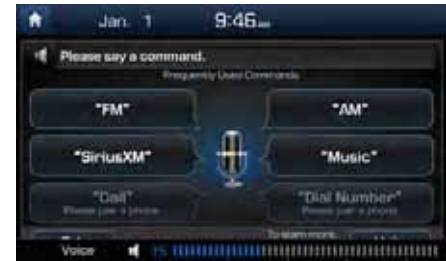 Jan. 1 9:46
Please say a command.
Frequently Used Commands
"FM" "AM"
"SiriusXM" "Music"
"Call" "Dial Number"
Please pair a phone Please pair a phone
To learn more,
Voice 15